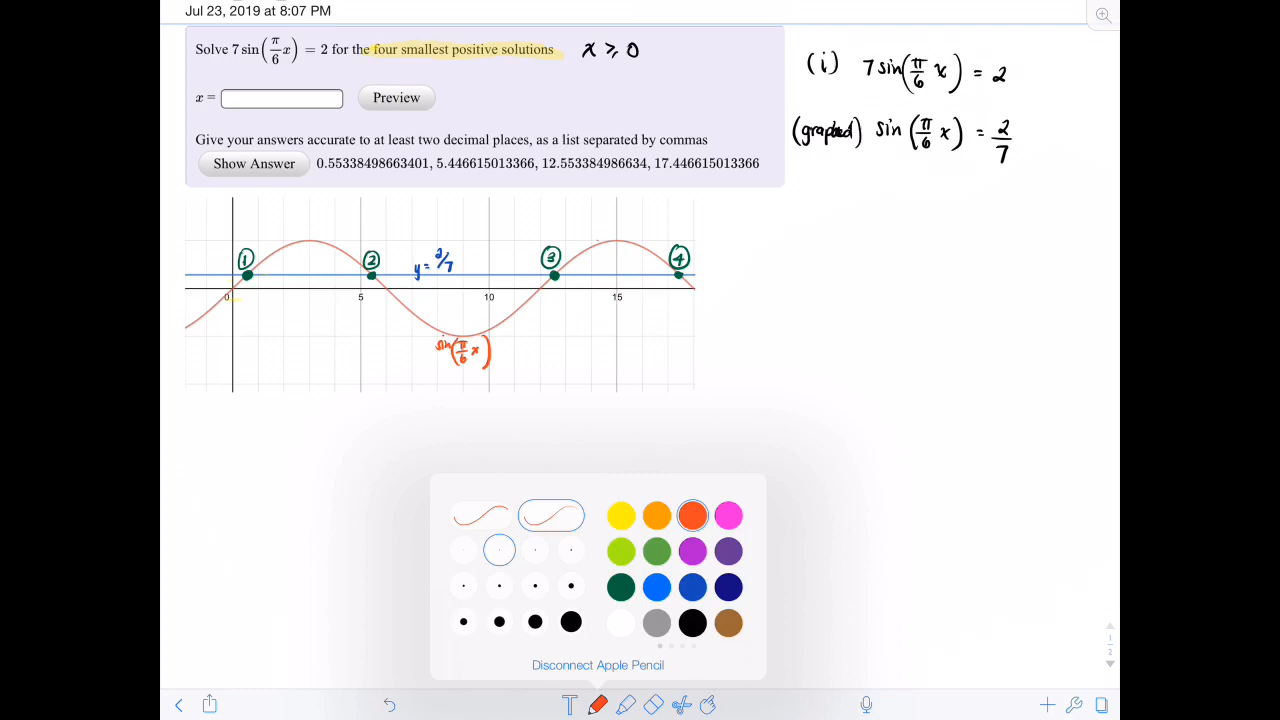 Jul 23, 2019 at 8:07 PM
Solve 7 sin(π/6 x) = 2 for the four smallest positive solutions x ⩾ 0
x = Preview
Give your answers accurate to at least two decimal places, as a list separated by commas
Show Answer 0.55338498663401, 5.446615013366, 12.553384986634, 17.446615013366
(i) 7 sin(π/6 x) = 2
(graphed) sin(π/6 x) = 2/7
① ② y = 2/7 ③ ④
0 5 10 15
sin(π/6 x)
Disconnect Apple Pencil
T
1
2